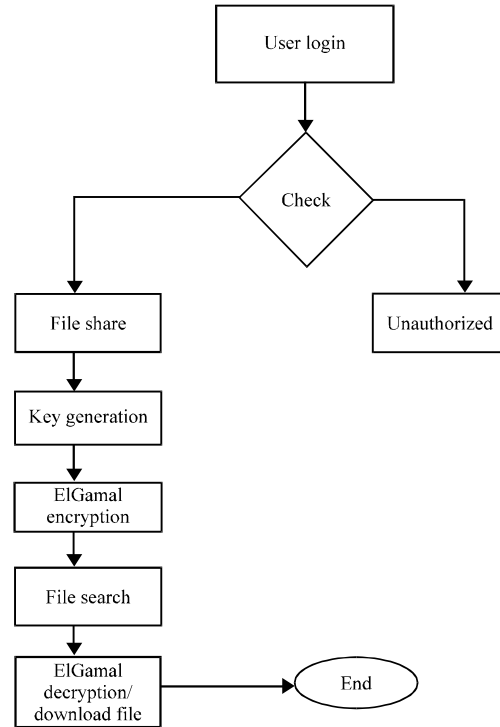 User login
Check
File share
Unauthorized
Key generation
ElGamal
encryption
File search
ElGamal
decryption/
download file
End